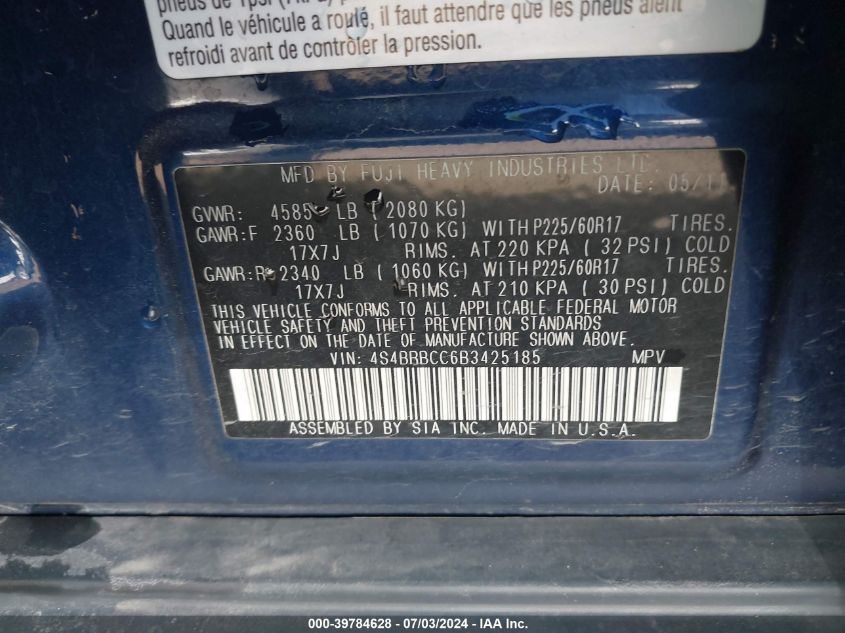 pneus de 1psi
Quand le véhicule a roulé, il faut attendre que les pneus aient
refroidi avant de contrôler la pression.
MFD BY FUJI HEAVY INDUSTRIES LTD.
DATE: 05/11
GVWR: 4585 LB ( 2080 KG)
GAWR:F 2360 LB ( 1070 KG) WITH P225/60R17 TIRES.
17X7J RIMS. AT 220 KPA ( 32 PSI) COLD
GAWR:R 2340 LB ( 1060 KG) WITH P225/60R17 TIRES.
17X7J RIMS. AT 210 KPA ( 30 PSI) COLD
THIS VEHICLE CONFORMS TO ALL APPLICABLE FEDERAL MOTOR
VEHICLE SAFETY AND THEFT PREVENTION STANDARDS
IN EFFECT ON THE DATE OF MANUFACTURE SHOWN ABOVE.
VIN: 4S4BRBCC6B3425185 MPV
ASSEMBLED BY SIA INC. MADE IN U.S.A.
000-39784628 - 07/03/2024 - IAA Inc.